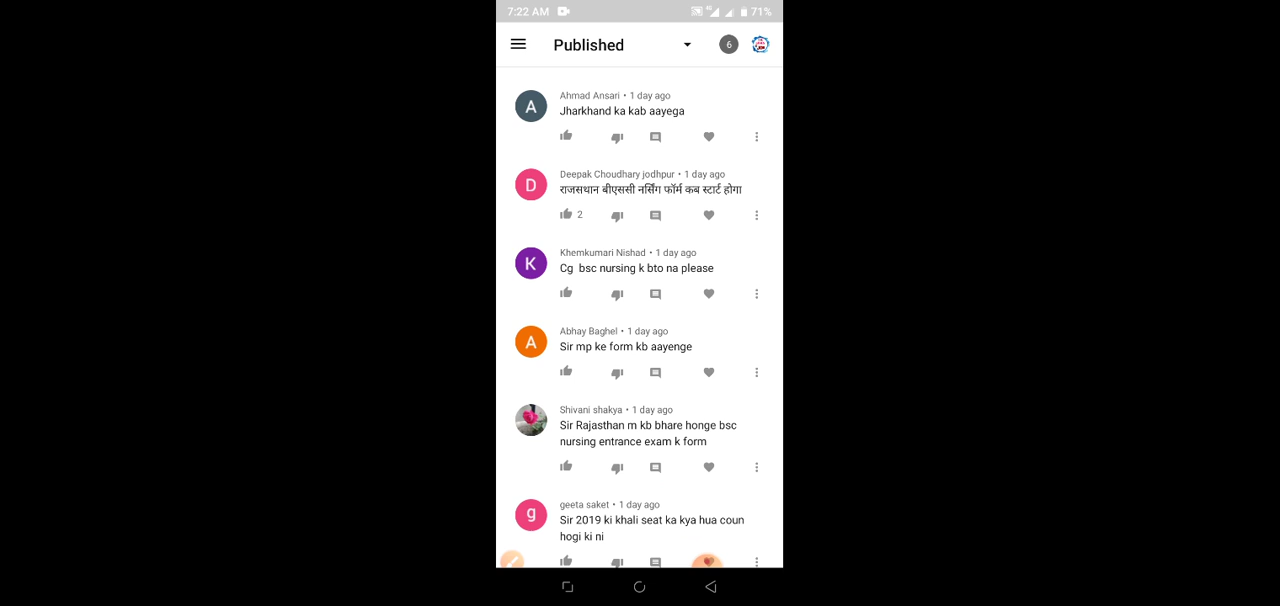 7:22 AM 4G 71%
Published 6
A Ahmad Ansari • 1 day ago
Jharkhand ka kab aayega
D Deepak Choudhary jodhpur • 1 day ago
राजसथान बीएससी नर्सिंग फॉर्म कब स्टार्ट होगा
2
K Khemkumari Nishad • 1 day ago
Cg bsc nursing k bto na please
A Abhay Baghel • 1 day ago
Sir mp ke form kb aayenge
Shivani shakya • 1 day ago
Sir Rajasthan m kb bhare honge bsc
nursing entrance exam k form
g geeta saket • 1 day ago
Sir 2019 ki khali seat ka kya hua coun
hogi ki ni